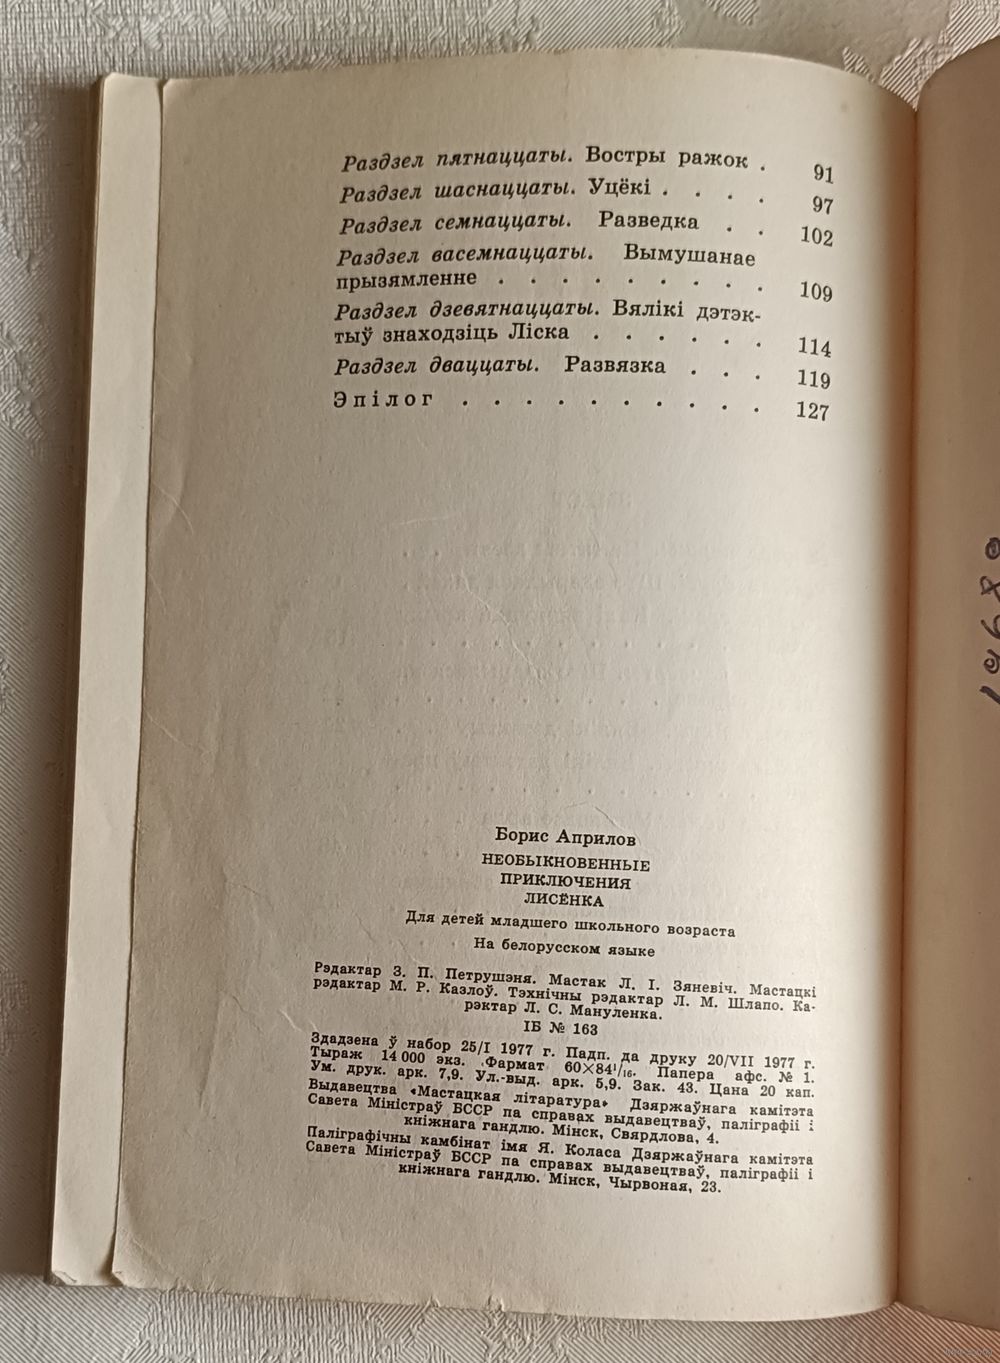 Раздзел пятнаццаты. Востры ражок . 91
Раздзел шаснаццаты. Уцёкі . . . . 97
Раздзел семнаццаты. Разведка . . 102
Раздзел васемнаццаты. Вымушанае
прызямленне . . . . . . . . . 109
Раздзел дзевятнаццаты. Вялікі дэтэк-
тыў знаходзіць Ліска . . . . . . 114
Раздзел дваццаты. Развязка . . . 119
Эпілог . . . . . . . . . . 127
Борис Априлов
НЕОБЫКНОВЕННЫЕ
ПРИКЛЮЧЕНИЯ
ЛИСЁНКА
Для детей младшего школьного возраста
На белорусском языке
Рэдактар З. П. Петрушэня. Мастак Л. І. Зяневіч. Мастацкі
рэдактар М. Р. Казлоў. Тэхнічны рэдактар Л. М. Шлапо. Ка-
рэктар Л. С. Мануленка.
ІБ № 163
Здадзена ў набор 25/I 1977 г. Падп. да друку 20/VII 1977 г.
Тыраж 14 000 экз. Фармат 60×84¹/₁₆. Папера афс. № 1.
Ум. друк. арк. 7,9. Ул.-выд. арк. 5,9. Зак. 43. Цана 20 кап.
Выдавецтва «Мастацкая літаратура» Дзяржаўнага камітэта
Савета Міністраў БССР па справах выдавецтваў, паліграфіі і
кніжнага гандлю. Мінск, Свярдлова, 4.
Паліграфічны камбінат імя Я. Коласа Дзяржаўнага камітэта
Савета Міністраў БССР па справах выдавецтваў, паліграфіі і
кніжнага гандлю. Мінск, Чырвоная, 23.